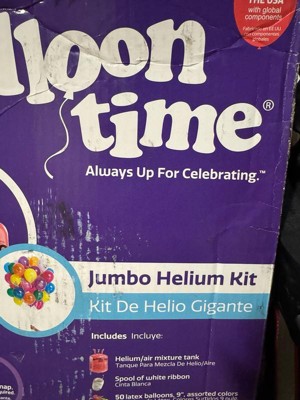 THE USA
with global
components
lloon
time®
Always Up For Celebrating.™
Jumbo Helium Kit
Kit De Helio Gigante
Includes Incluye:
Helium/air mixture tank
Tanque Para Mezcla De Helio/Aire
Spool of white ribbon
Cinta Blanca
50 latex balloons, 9", assorted colors